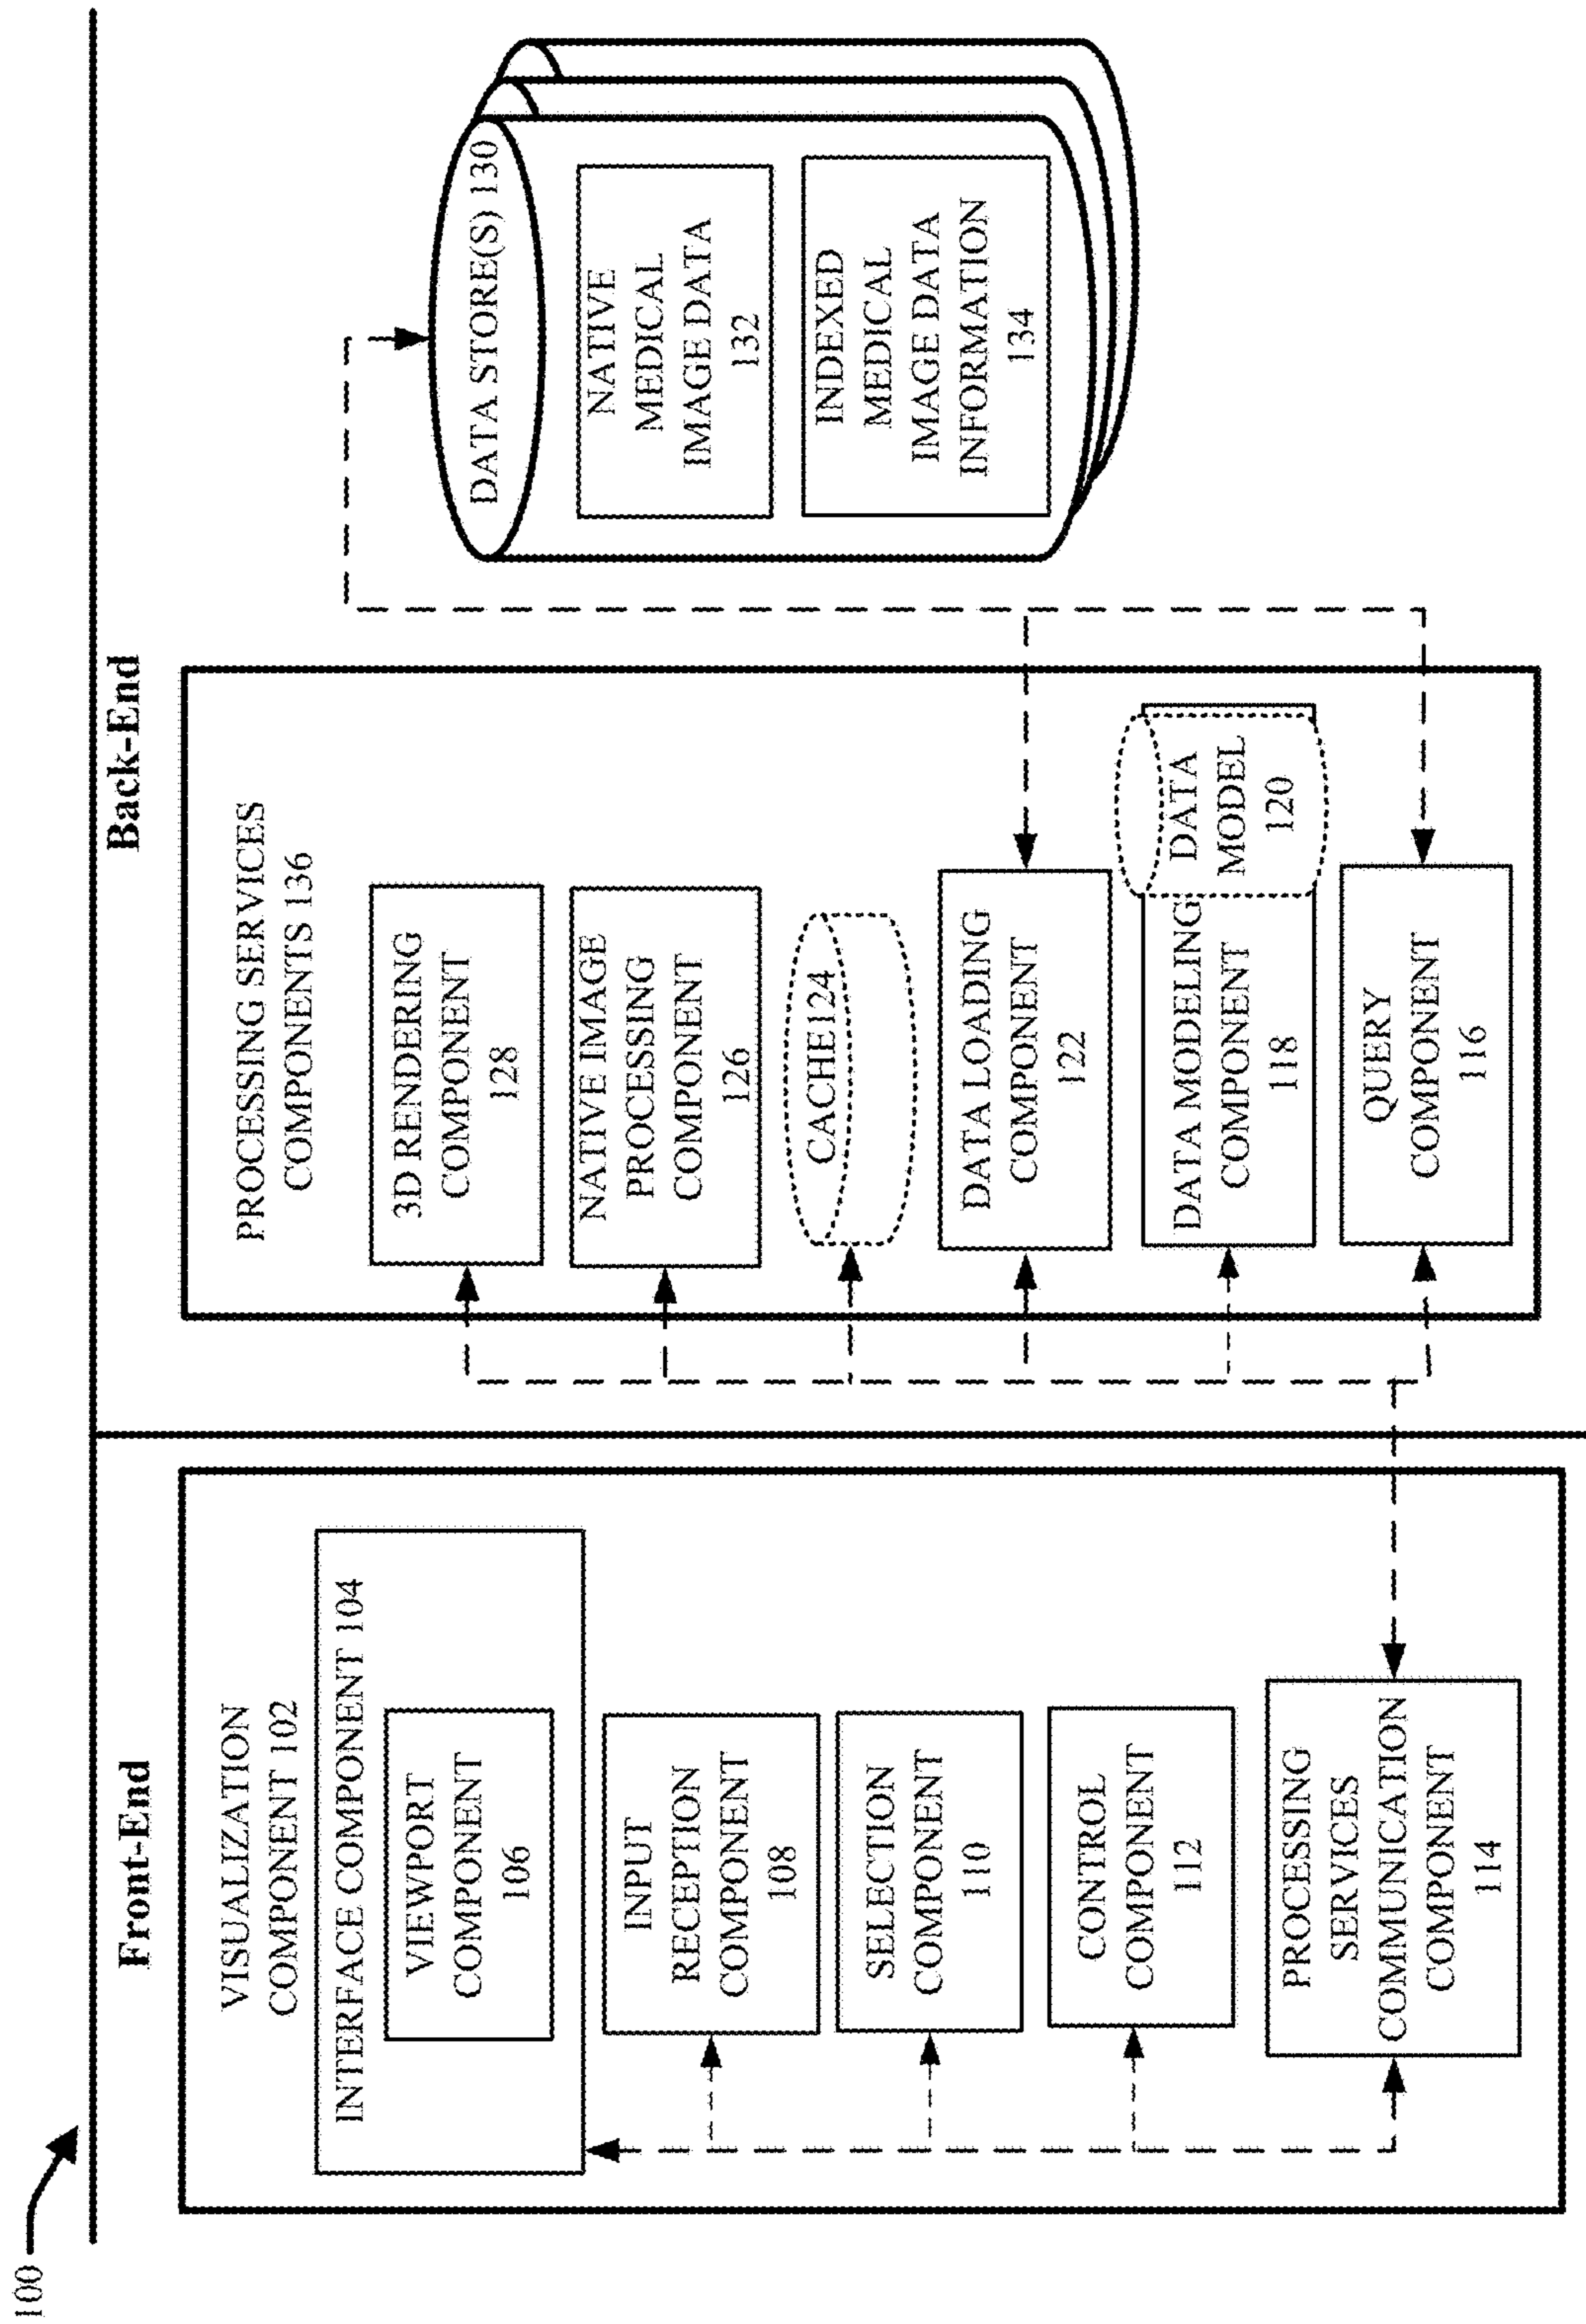 100
Front-End
VISUALIZATION
COMPONENT 102
INTERFACE COMPONENT 104
VIEWPORT
COMPONENT
106
INPUT
RECEPTION
COMPONENT
108
SELECTION
COMPONENT
110
CONTROL
COMPONENT
112
PROCESSING
SERVICES
COMMUNICATION
COMPONENT
114
Back-End
PROCESSING SERVICES
COMPONENTS 136
3D RENDERING
COMPONENT
128
NATIVE IMAGE
PROCESSING
COMPONENT
126
CACHE124
DATA LOADING
COMPONENT
122
DATA MODELING
COMPONENT
118
DATA
MODEL
120
QUERY
COMPONENT
116
DATA STORE(S) 130
NATIVE
MEDICAL
IMAGE DATA
132
INDEXED
MEDICAL
IMAGE DATA
INFORMATION
134